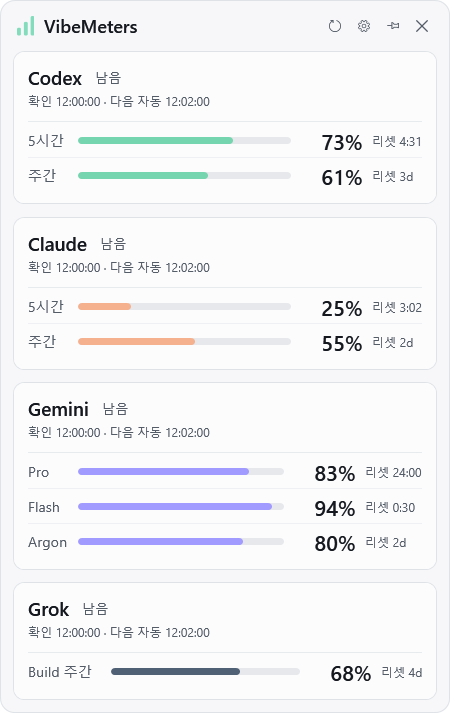 VibeMeters
Codex 남음
확인 12:00:00 · 다음 자동 12:02:00
5시간 73% 리셋 4:31
주간 61% 리셋 3d
Claude 남음
확인 12:00:00 · 다음 자동 12:02:00
5시간 25% 리셋 3:02
주간 55% 리셋 2d
Gemini 남음
확인 12:00:00 · 다음 자동 12:02:00
Pro 83% 리셋 24:00
Flash 94% 리셋 0:30
Argon 80% 리셋 2d
Grok 남음
확인 12:00:00 · 다음 자동 12:02:00
Build 주간 68% 리셋 4d